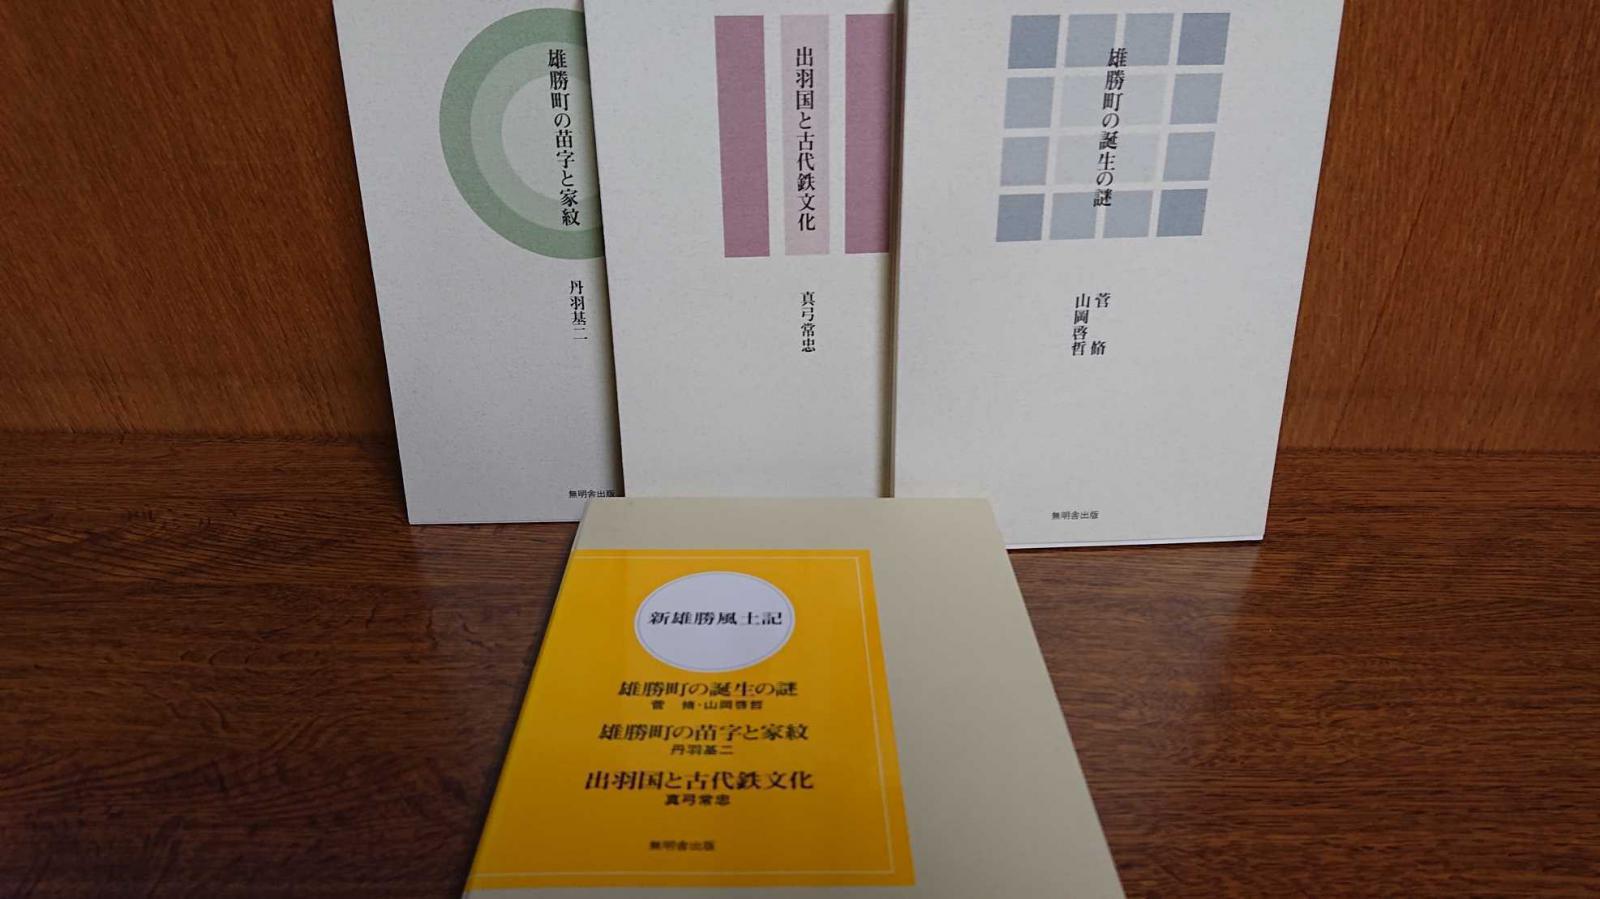 雄勝町の苗字と家紋
丹羽基二
無明舎出版
出羽国と古代鉄文化
真弓常忠
雄勝町の誕生の謎
菅 脩
山岡啓哲
無明舎出版
新雄勝風土記
雄勝町の誕生の謎
菅 脩・山岡啓哲
雄勝町の苗字と家紋
丹羽基二
出羽国と古代鉄文化
真弓常忠
無明舎出版